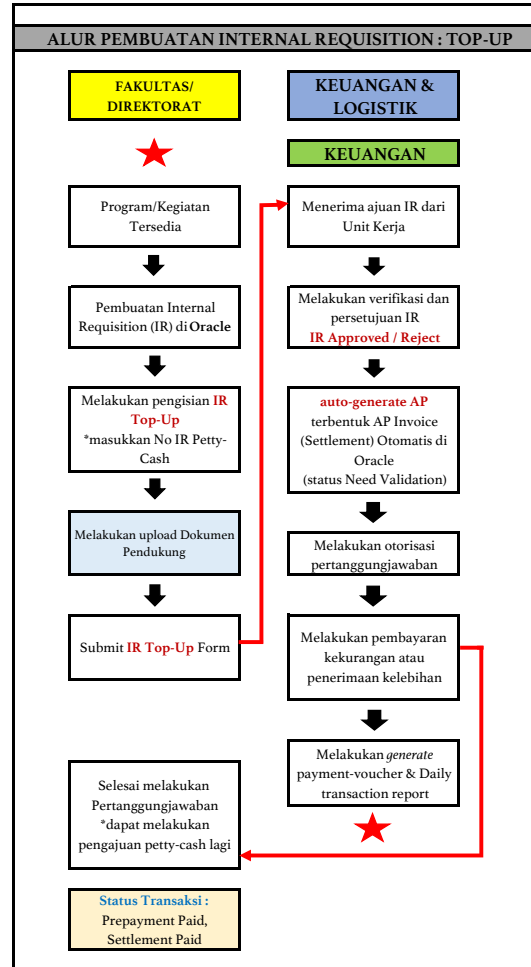 ALUR PEMBUATAN INTERNAL REQUISITION : TOP-UP
FAKULTAS/
DIREKTORAT
Program/Kegiatan
Tersedia
Pembuatan Internal
Requisition (IR) di Oracle
Melakukan pengisian IR
Top-Up
*masukkan No IR Petty-
Cash
Melakukan upload Dokumen
Pendukung
Submit IR Top-Up Form
KEUANGAN &
LOGISTIK
KEUANGAN
Menerima ajuan IR dari
Unit Kerja
Melakukan verifikasi dan
persetujuan IR
IR Approved / Reject
auto-generate AP
terbentuk AP Invoice
(Settlement) Otomatis di
Oracle
(status Need Validation)
Melakukan otorisasi
pertanggungjawaban
Melakukan pembayaran
kekurangan atau
penerimaan kelebihan
Melakukan generate
payment-voucher & Daily
transaction report
Selesai melakukan
Pertanggungjawaban
*dapat melakukan
pengajuan petty-cash lagi
Status Transaksi :
Prepayment Paid,
Settlement Paid